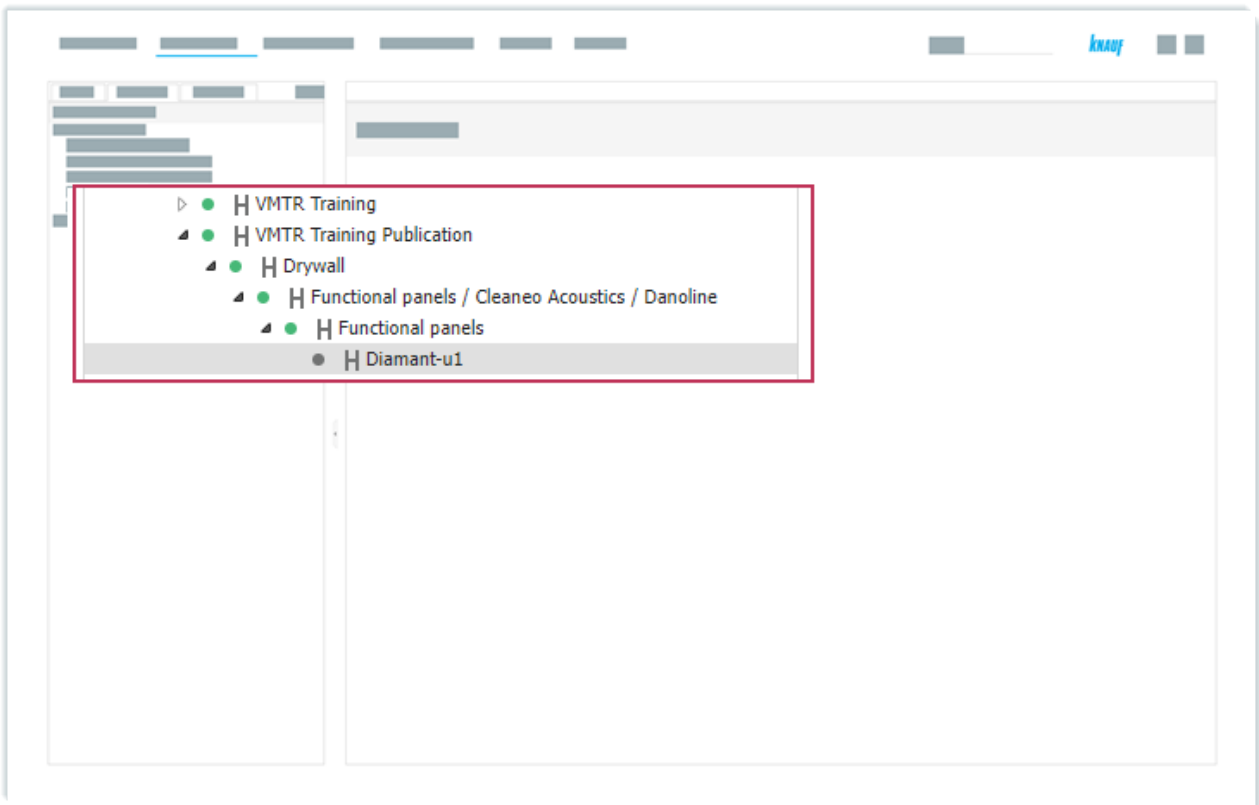 knauf
VMTR Training
VMTR Training Publication
Drywall
Functional panels / Cleaneo Acoustics / Danoline
Functional panels
Diamant-u1